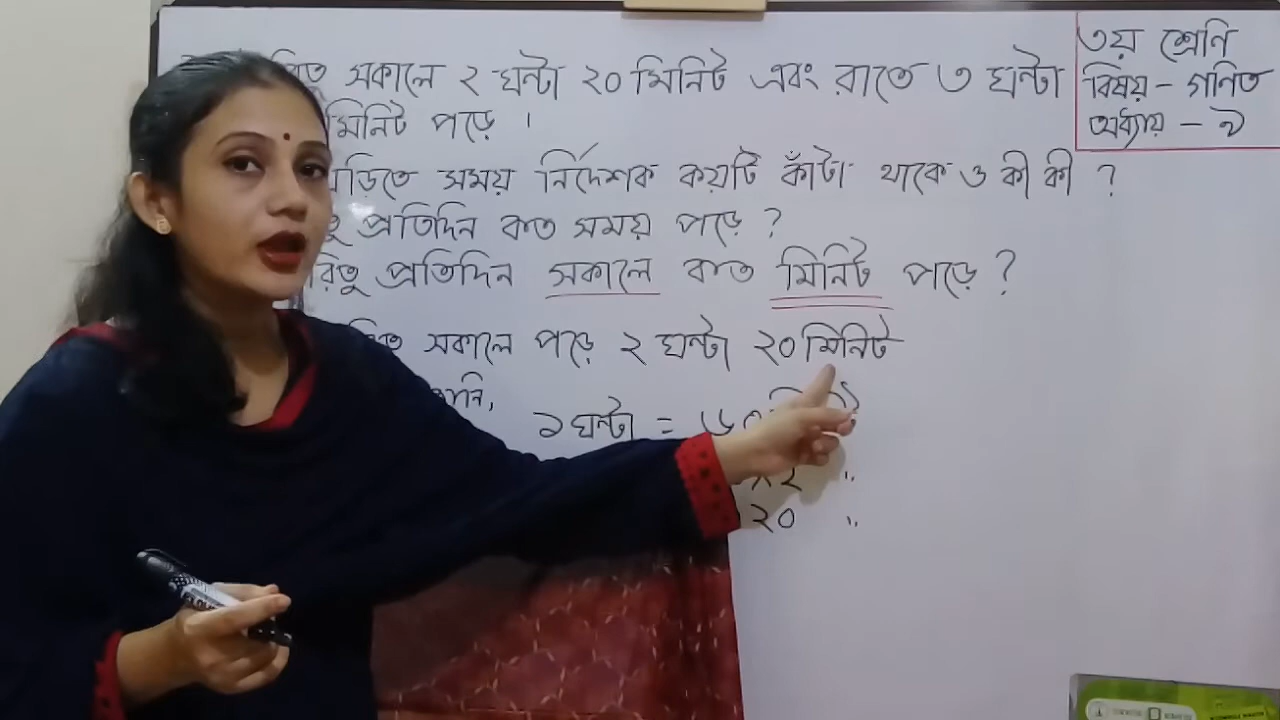 সকালে ২ ঘন্টা ২০ মিনিট এবং রাতে ৩ ঘন্টা
মিনিট পড়ে ।
৩য় শ্রেনি
বিষয় - গনিত
অধ্যায় - ৯
সময় নির্দেশক কয়টি কাঁটা থাকে ও কী কী ?
প্রতিদিন কত সময় পড়ে ?
প্রতিদিন সকালে কত মিনিট পড়ে ?
সকালে পড়ে ২ ঘন্টা ২০ মিনিট
১ ঘন্টা = ৬০
×২ "
২০ "